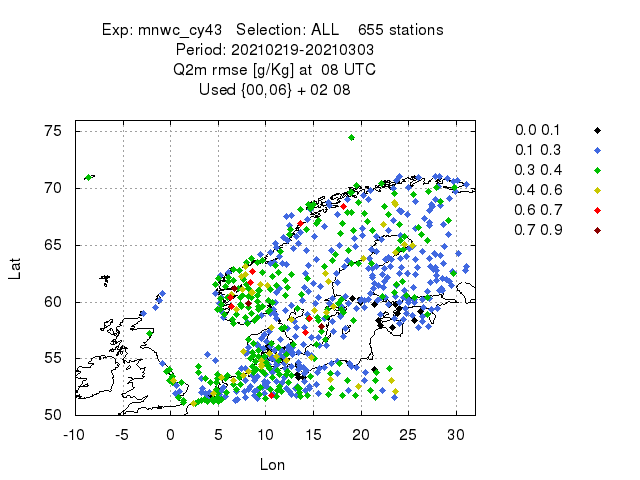 Exp: mnwc_cy43   Selection: ALL    655 stations
Period: 20210219-20210303
Q2m rmse [g/Kg] at  08 UTC
Used {00,06} + 02 08
0.0 0.1
0.1 0.3
0.3 0.4
0.4 0.6
0.6 0.7
0.7 0.9
75
70
65
60
55
50
Lat
-10 -5 0 5 10 15 20 25 30
Lon